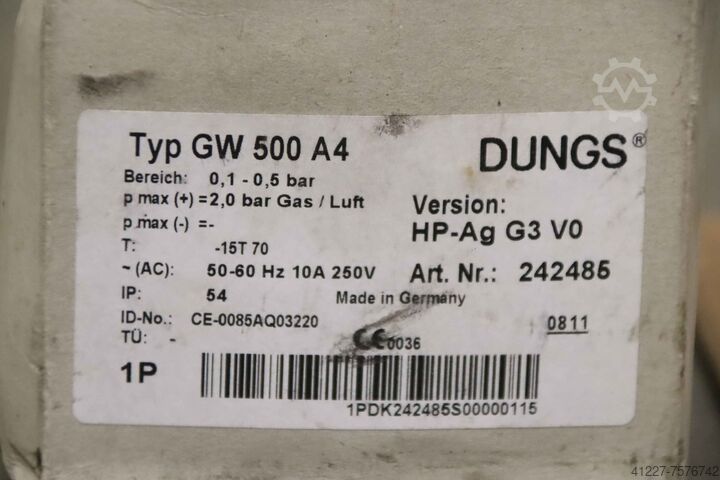 Typ GW 500 A4
DUNGS®
Bereich: 0,1 - 0,5 bar
p max (+) =2,0 bar Gas / Luft
p max (-) =-
Version:
HP-Ag G3 V0
T: -15T 70
~ (AC): 50-60 Hz 10A 250V
Art. Nr.: 242485
IP: 54
Made in Germany
ID-No.: CE-0085AQ03220
0811
TÜ: -
CE0036
1P
1PDK242485S00000115
41227-7576742